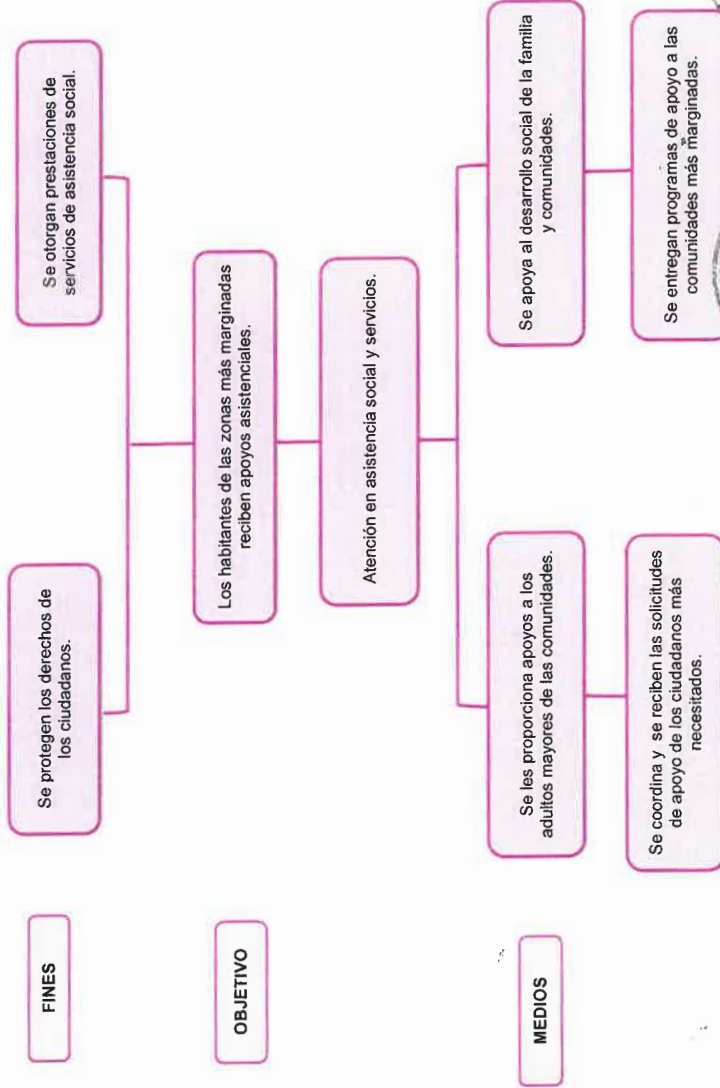 FINES
Se protegen los derechos de
los ciudadanos.
Se otorgan prestaciones de
servicios de asistencia social.
OBJETIVO
Los habitantes de las zonas más marginadas
reciben apoyos asistenciales.
Atención en asistencia social y servicios.
MEDIOS
Se les proporciona apoyos a los
adultos mayores de las comunidades.
Se apoya al desarrollo social de la familia
y comunidades.
Se coordina y se reciben las solicitudes
de apoyo de los ciudadanos más
necesitados.
Se entregan programas de apoyo a las
comunidades más marginadas.